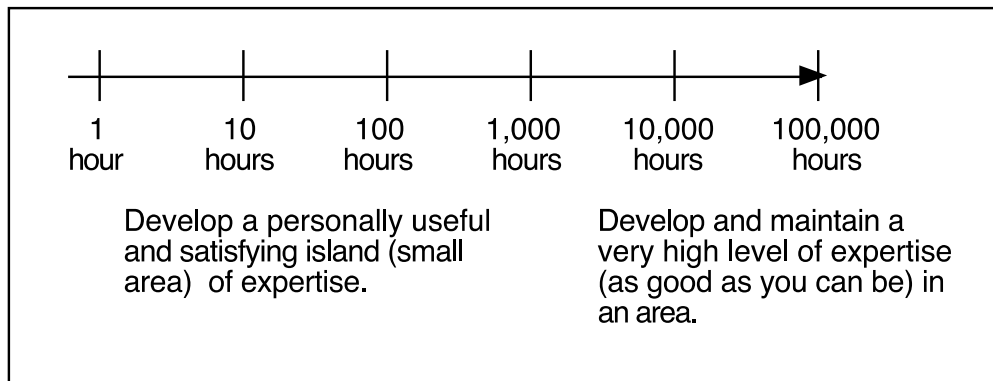 1 10 100 1,000 10,000 100,000
hour hours hours hours hours hours
Develop a personally useful
and satisfying island (small
area) of expertise.
Develop and maintain a
very high level of expertise
(as good as you can be) in
an area.